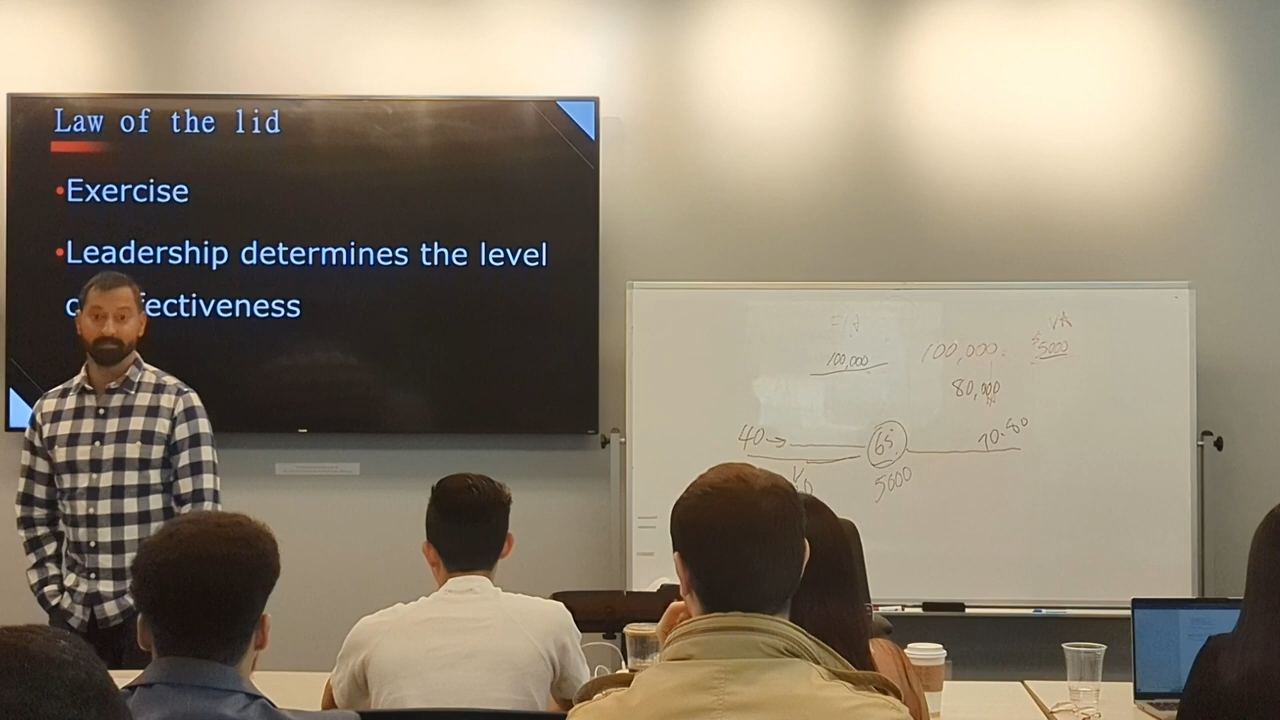 Law of the lid
•Exercise
•Leadership determines the level
effectiveness
100,000 100,000 $5000
80,000
40→ 65 70-80
5000